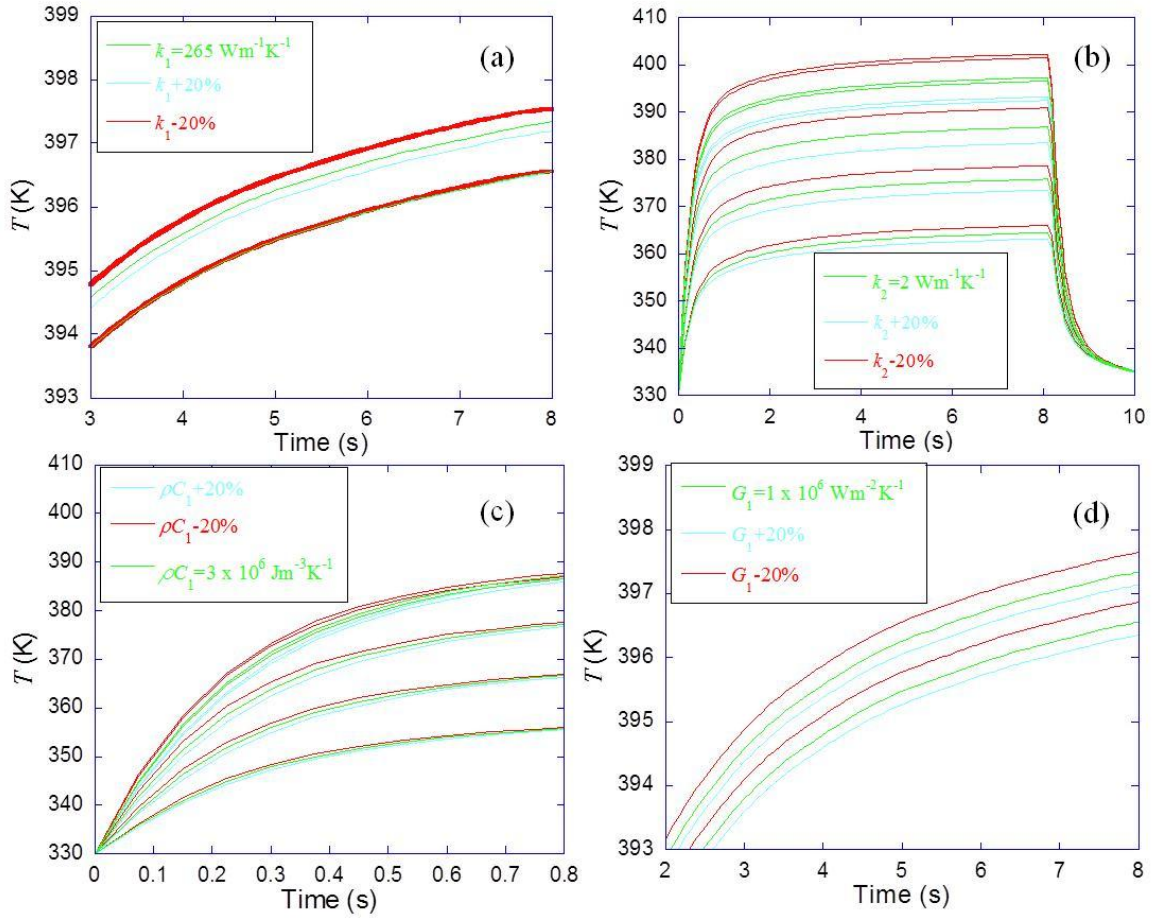 399
398
397
396
395
394
393
T (K)
k₁=265 Wm⁻¹K⁻¹
k₁+20%
k₁-20%
(a)
3 4 5 6 7 8
Time (s)
410
400
390
380
370
360
350
340
330
T (K)
(b)
k₂=2 Wm⁻¹K⁻¹
k₂+20%
k₂-20%
0 2 4 6 8 10
Time (s)
410
400
390
380
370
360
350
340
330
T (K)
ρC₁+20%
ρC₁-20%
ρC₁=3 x 10⁶ Jm⁻³K⁻¹
(c)
0 0.1 0.2 0.3 0.4 0.5 0.6 0.7 0.8
Time (s)
399
398
397
396
395
394
393
T (K)
G₁=1 x 10⁶ Wm⁻²K⁻¹
G₁+20%
G₁-20%
(d)
2 3 4 5 6 7 8
Time (s)